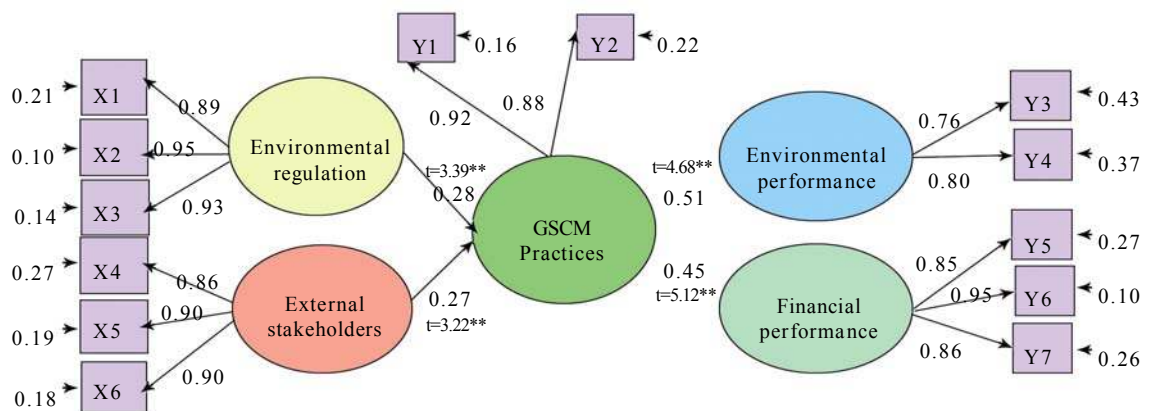 0.21
X1
0.89
0.10
X2
0.95
0.14
X3
0.93
Environmental
regulation
0.27
X4
0.86
0.19
X5
0.90
0.18
X6
0.90
External
stakeholders
t=3.39**
0.28
0.27
t=3.22**
Y1
0.16
0.92
Y2
0.22
0.88
GSCM
Practices
t=4.68**
0.51
0.45
t=5.12**
Environmental
performance
0.76
Y3
0.43
0.80
Y4
0.37
Financial
performance
0.85
Y5
0.27
0.95
Y6
0.10
0.86
Y7
0.26